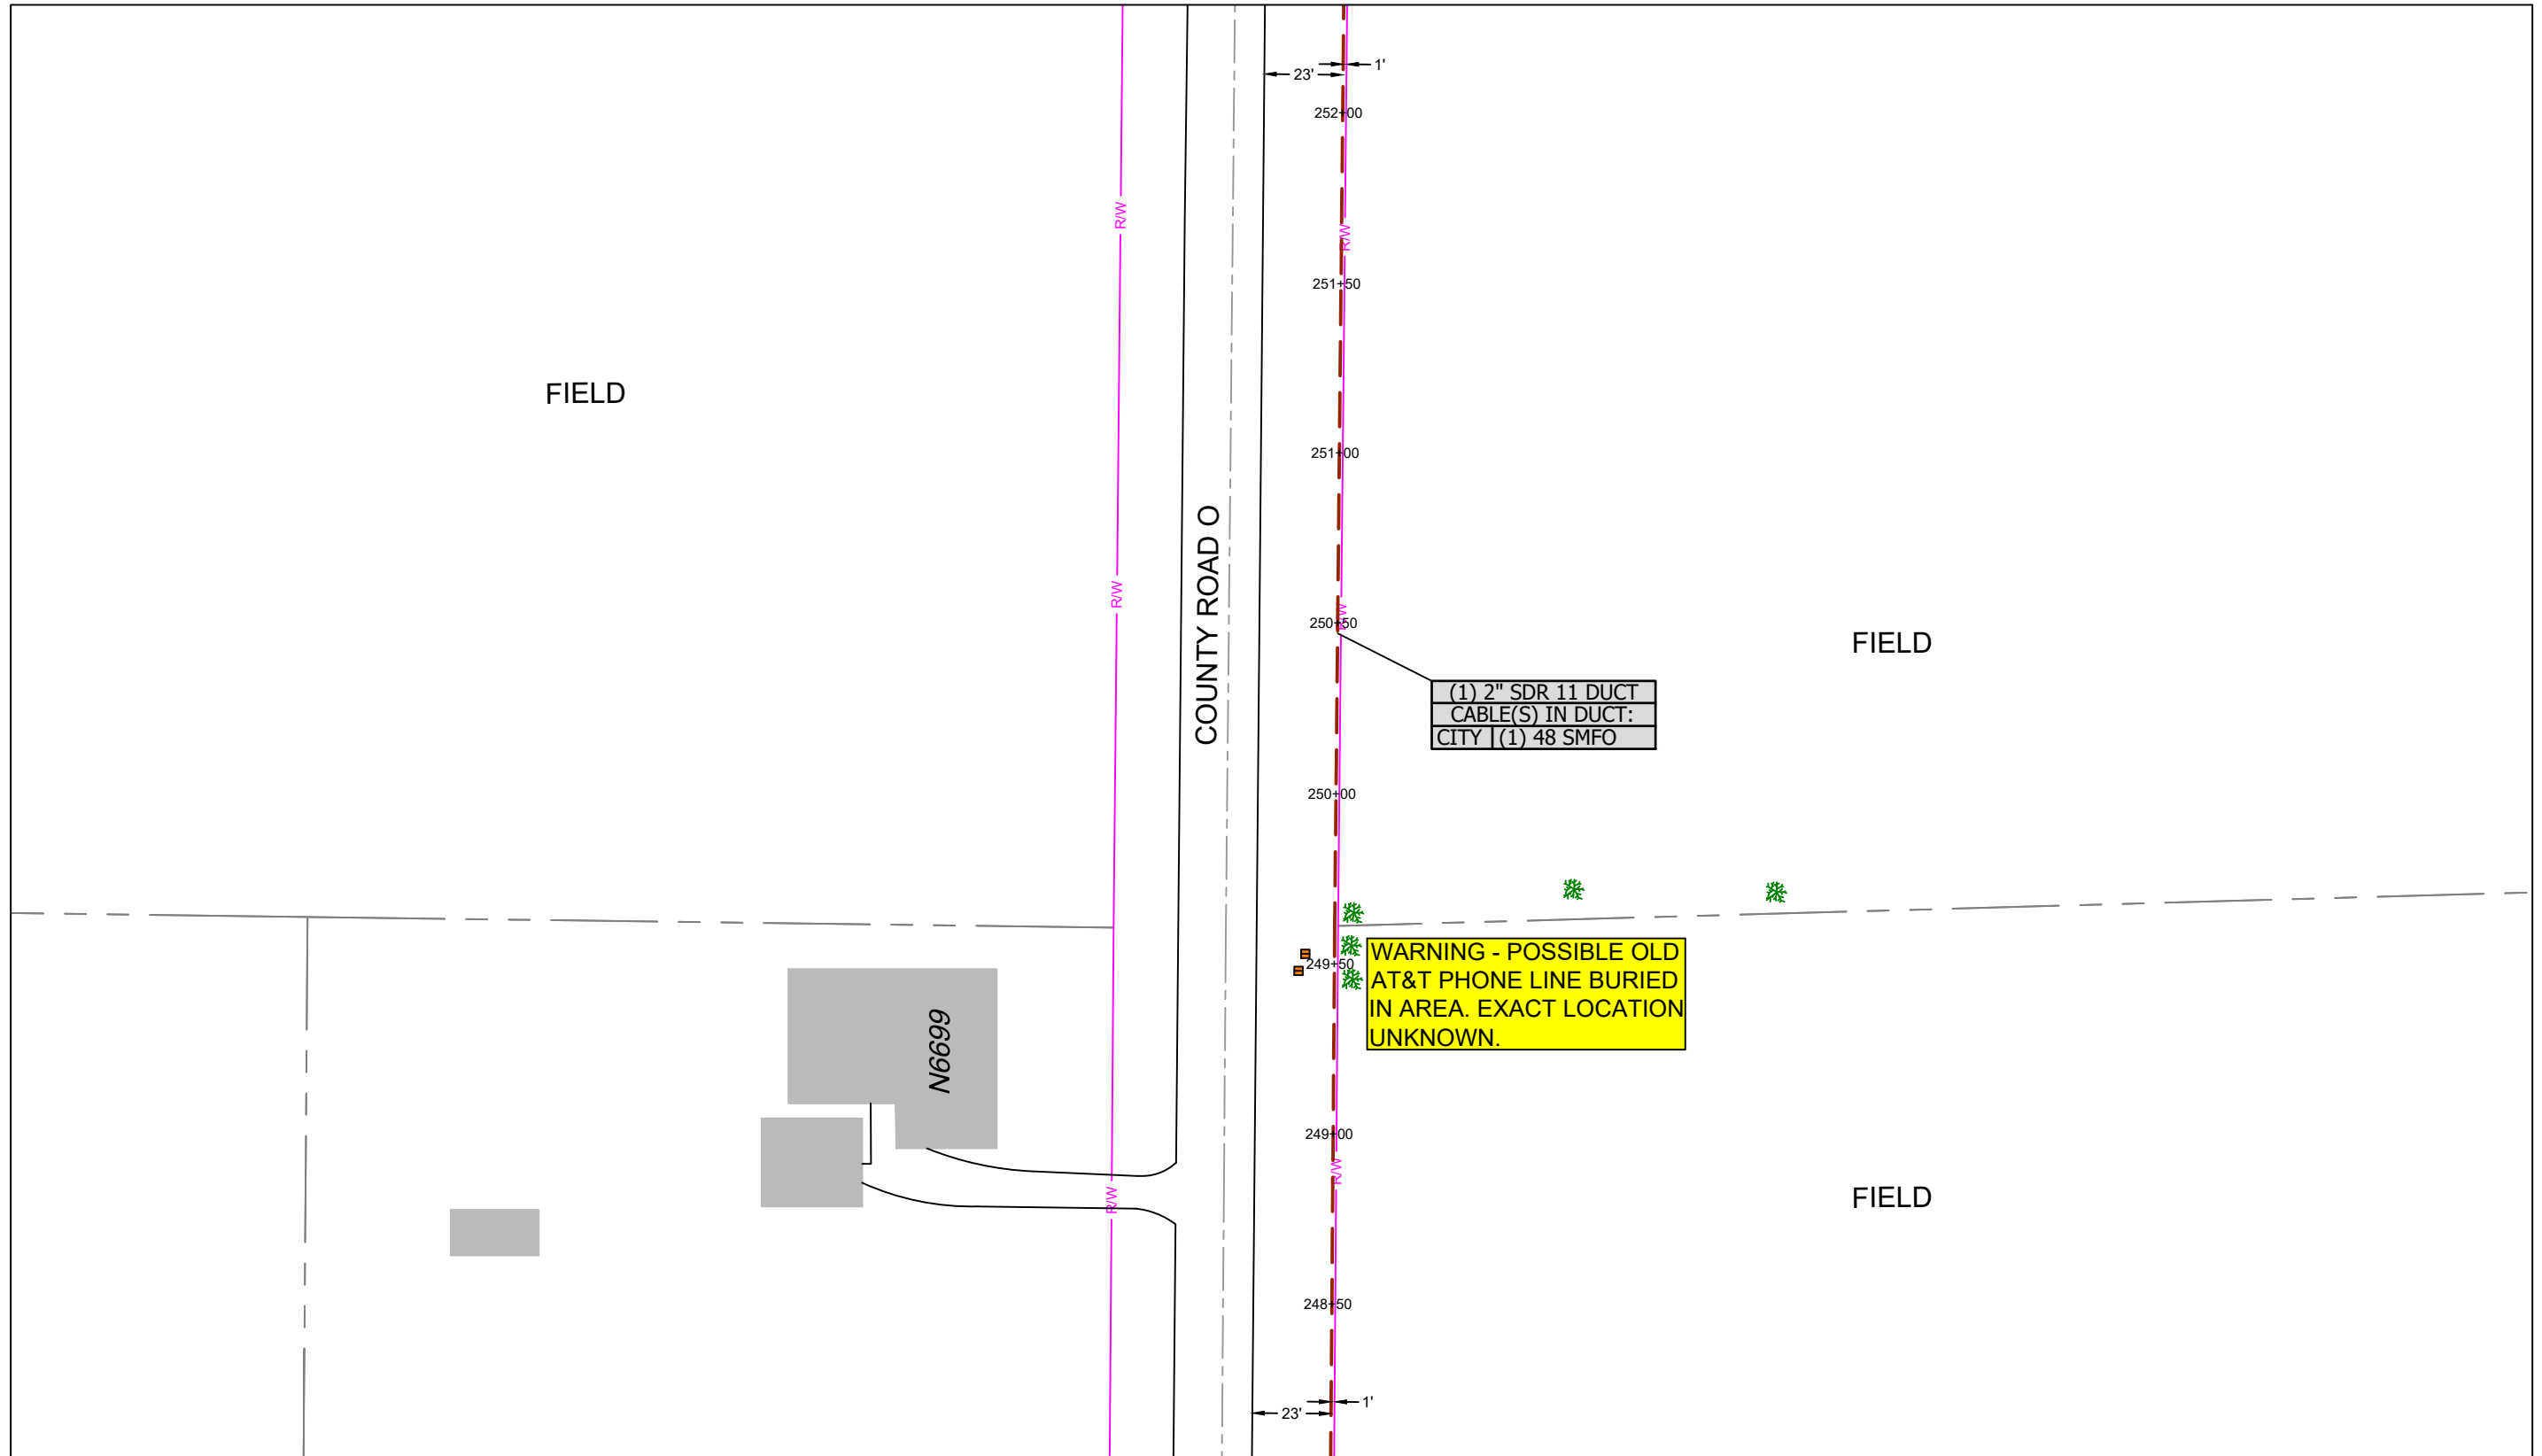 1'
23'
252+00
R/W
R/W
251+50
FIELD
251+00
COUNTY ROAD O
R/W
R/W
250+50
FIELD
(1) 2" SDR 11 DUCT
CABLE(S) IN DUCT:
CITY (1) 48 SMFO
250+00
WARNING - POSSIBLE OLD
AT&T PHONE LINE BURIED
IN AREA. EXACT LOCATION
UNKNOWN.
249+50
N6699
249+00
R/W
R/W
FIELD
248+50
1'
23'